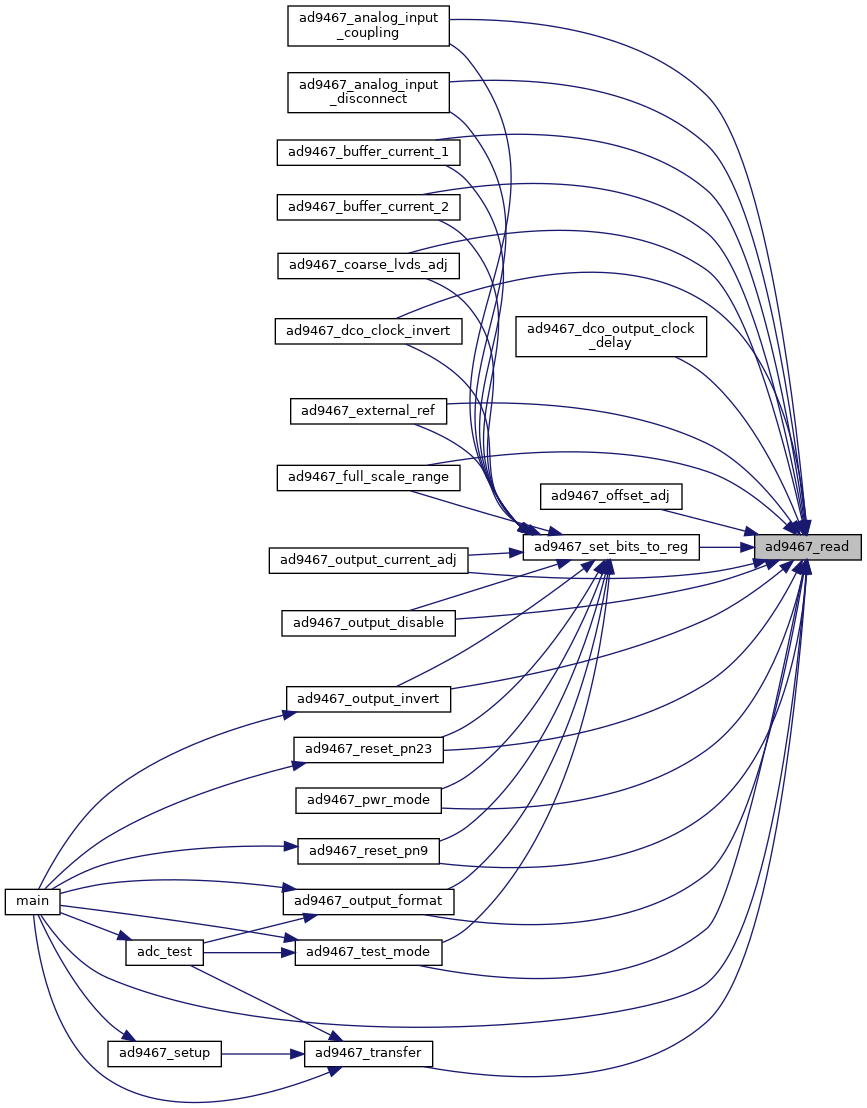 ad9467_analog_input
_coupling
ad9467_analog_input
_disconnect
ad9467_buffer_current_1
ad9467_buffer_current_2
ad9467_coarse_lvds_adj
ad9467_dco_clock_invert
ad9467_dco_output_clock
_delay
ad9467_external_ref
ad9467_full_scale_range
ad9467_offset_adj
ad9467_set_bits_to_reg
ad9467_read
ad9467_output_current_adj
ad9467_output_disable
ad9467_output_invert
ad9467_reset_pn23
ad9467_pwr_mode
ad9467_reset_pn9
main
ad9467_output_format
adc_test
ad9467_test_mode
ad9467_setup
ad9467_transfer